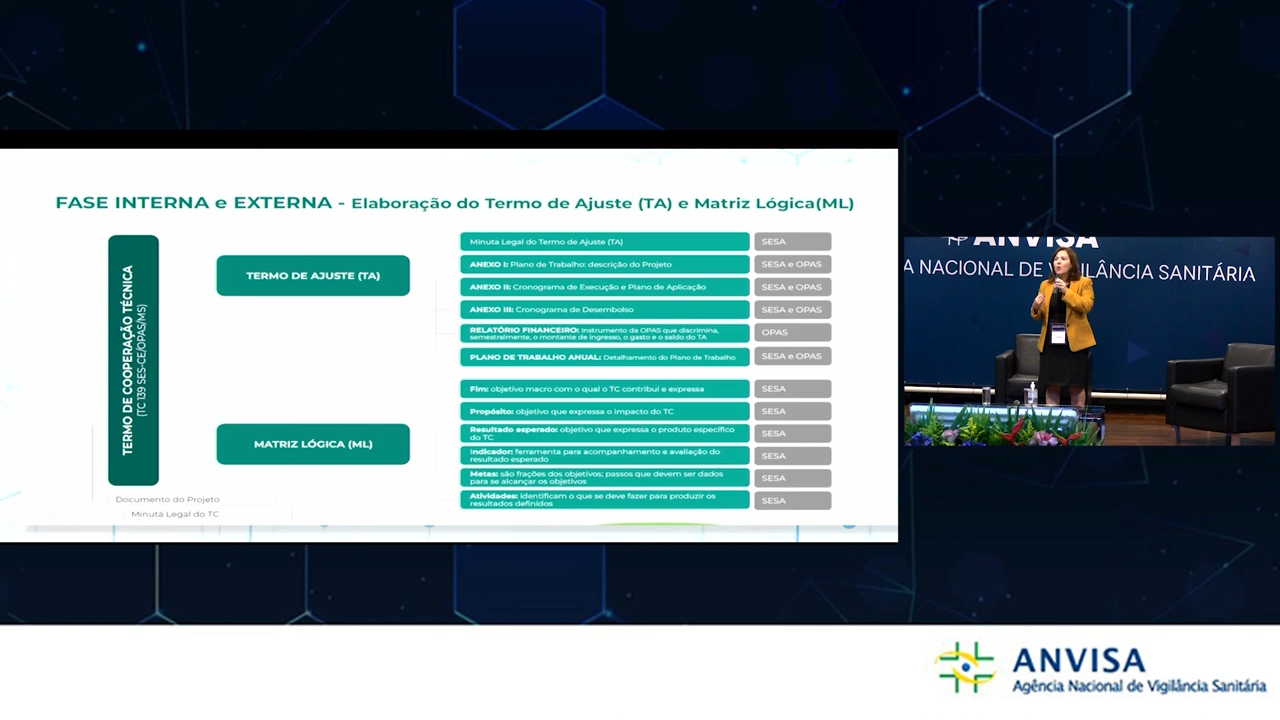 FASE INTERNA e EXTERNA - Elaboração do Termo de Ajuste (TA) e Matriz Lógica(ML)
TERMO DE COOPERAÇÃO TÉCNICA
(TC 139 SES-CE/OPAS/MS)
TERMO DE AJUSTE (TA)
Minuta Legal do Termo de Ajuste (TA)
SESA
ANEXO I: Plano de Trabalho: descrição do Projeto
SESA e OPAS
ANEXO II: Cronograma de Execução e Plano de Aplicação
SESA e OPAS
ANEXO III: Cronograma de Desembolso
SESA e OPAS
RELATÓRIO FINANCEIRO: Instrumento da OPAS que discrimina,
semestralmente, o montante de ingresso, o gasto e o saldo do TA
OPAS
PLANO DE TRABALHO ANUAL: Detalhamento do Plano de Trabalho
SESA e OPAS
MATRIZ LÓGICA (ML)
Fim: objetivo macro com o qual o TC contribui e expressa
SESA
Propósito: objetivo que expressa o impacto do TC
SESA
Resultado esperado: objetivo que expressa o produto específico
do TC
SESA
Indicador: ferramenta para acompanhamento e avaliação do
resultado esperado
SESA
Metas: são frações dos objetivos; passos que devem ser dados
para se alcançar os objetivos
SESA
Atividades: identificam o que se deve fazer para produzir os
resultados definidos
SESA
Documento do Projeto
Minuta Legal do TC
ANVISA
A NACIONAL DE VIGILÂNCIA SANITÁRIA
ANVISA
Agência Nacional de Vigilância Sanitária